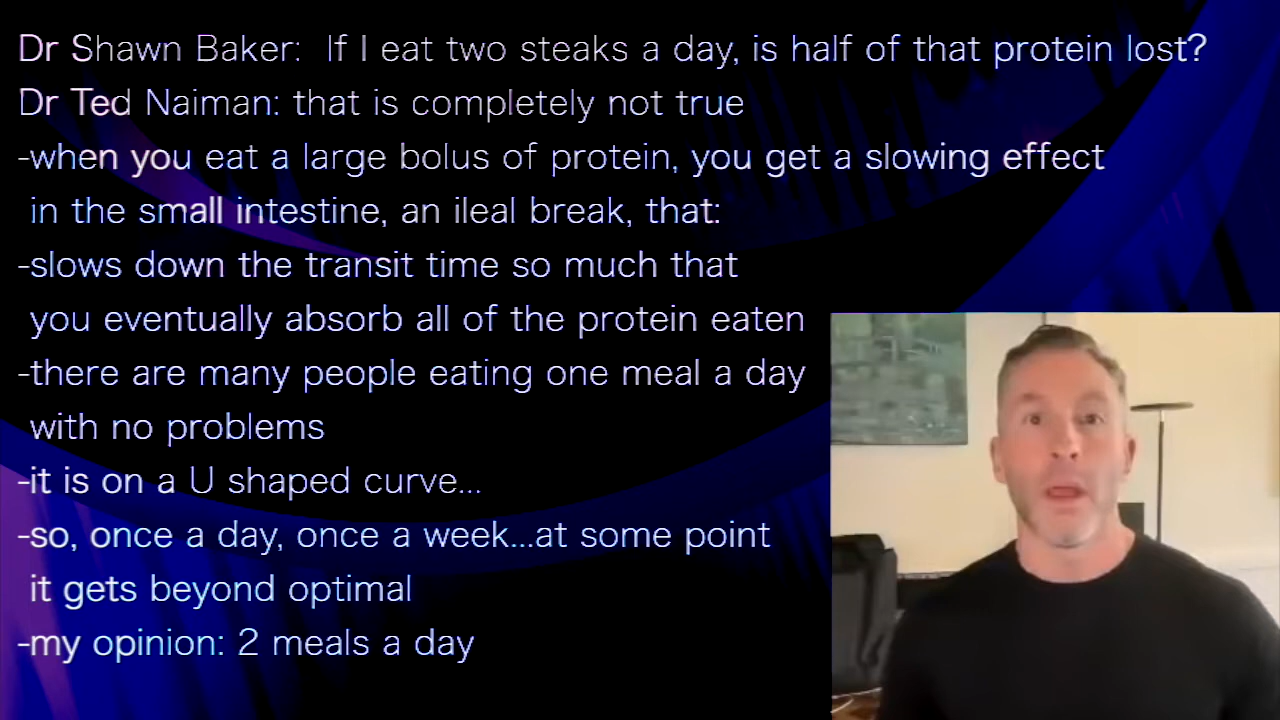 Dr Shawn Baker: If I eat two steaks a day, is half of that protein lost?
Dr Ted Naiman: that is completely not true
-when you eat a large bolus of protein, you get a slowing effect
in the small intestine, an ileal break, that:
-slows down the transit time so much that
you eventually absorb all of the protein eaten
-there are many people eating one meal a day
with no problems
-it is on a U shaped curve...
-so, once a day, once a week...at some point
it gets beyond optimal
-my opinion: 2 meals a day